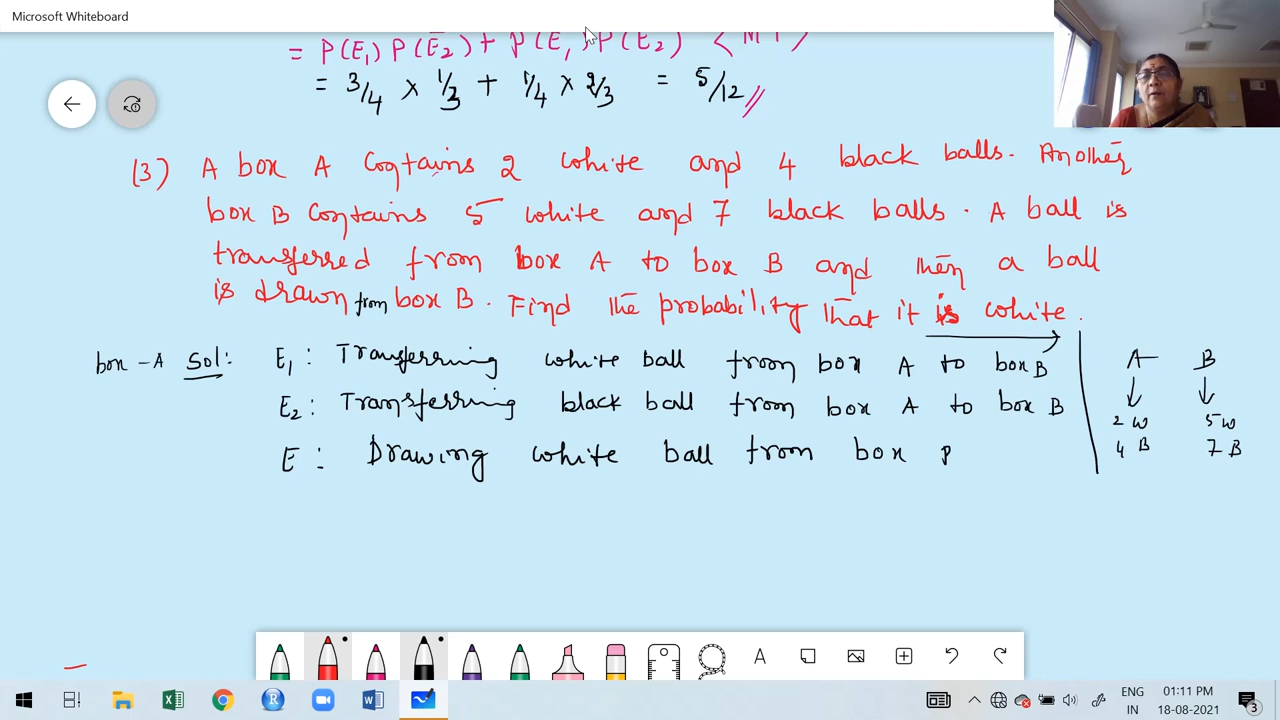 Microsoft Whiteboard
= P(E₁) P(E̅₂) + P(E̅₁) P(E₂)
= 3/4 × 1/3 + 1/4 × 2/3 = 5/12 //
(3) A box A contains 2 white and 4 black balls. Another
box B contains 5 white and 7 black balls. A ball is
transferred from box A to box B and then a ball
is drawn from box B. Find the probability that it is white.
box - A Sol: E₁: Transferring white ball from box A to box B
E₂: Transferring black ball from box A to box B
E: Drawing white ball from box
A B
2 W 5 W
4 B 7 B
A
ENG
IN
01:11 PM
18-08-2021
3